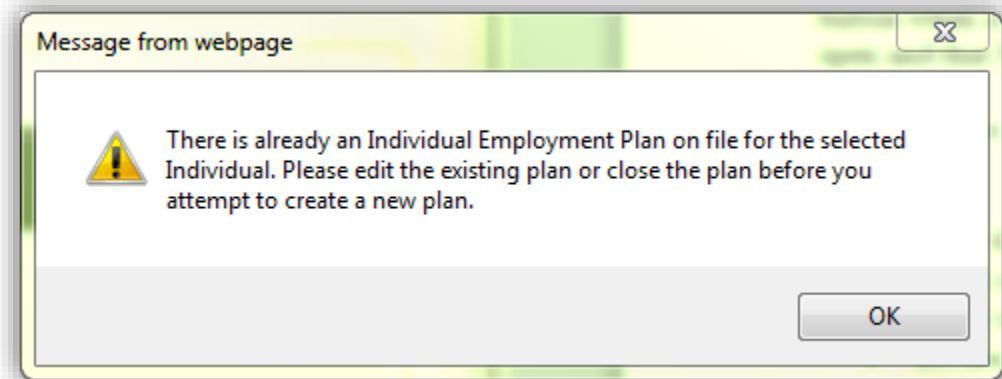 Message from webpage
There is already an Individual Employment Plan on file for the selected
Individual. Please edit the existing plan or close the plan before you
attempt to create a new plan.
OK